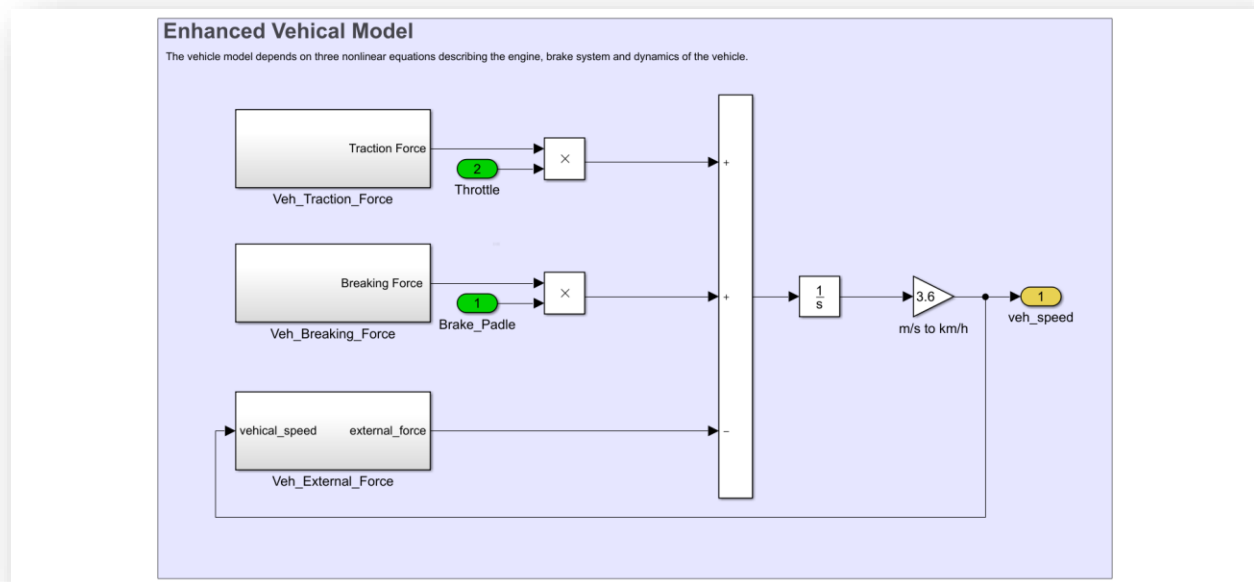 Enhanced Vehical Model
The vehicle model depends on three nonlinear equations describing the engine, brake system and dynamics of the vehicle.
Traction Force
×
2
Throttle
Veh_Traction_Force
+
Breaking Force
×
1
Brake_Padle
Veh_Breaking_Force
+
1
s
3.6
m/s to km/h
1
veh_speed
vehical_speed external_force
−
Veh_External_Force